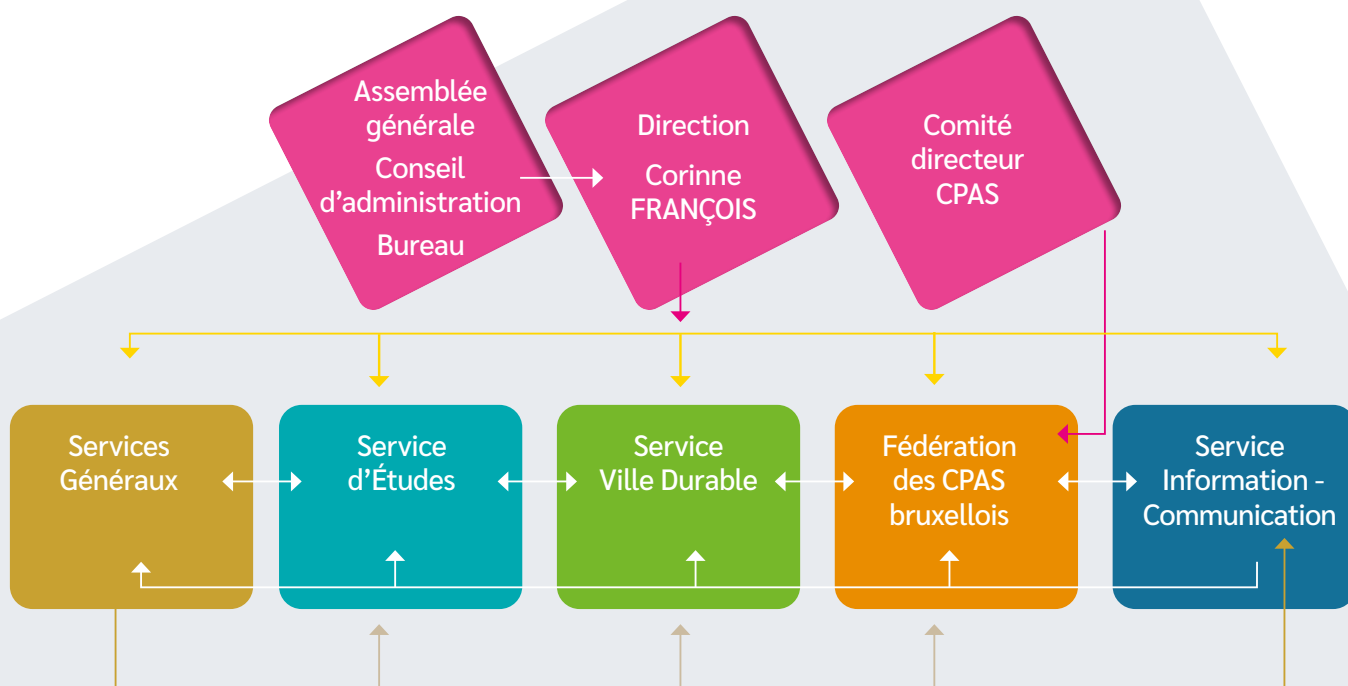 Assemblée
générale
Conseil
d'administration
Bureau
Direction
Corinne
FRANÇOIS
Comité
directeur
CPAS
Services
Généraux
Service
d'Études
Service
Ville Durable
Fédération
des CPAS
bruxellois
Service
Information -
Communication